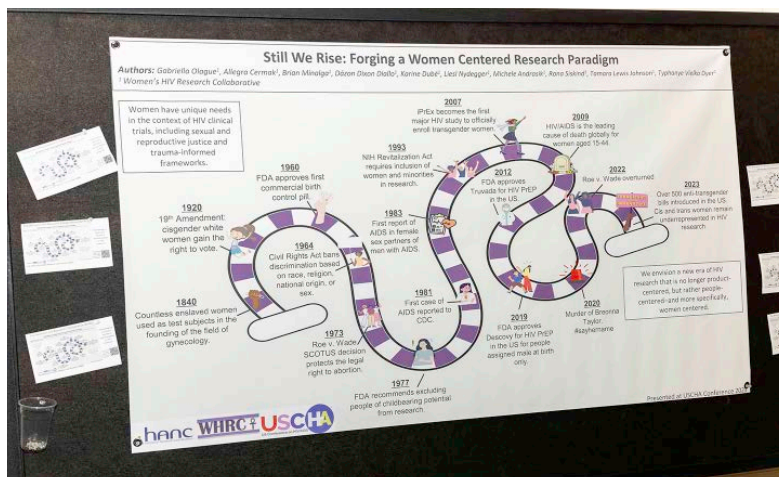 Still We Rise: Forging a Women Centered Research Paradigm
Authors: Gabriella Olague¹, Allegra Cermak¹, Brian Minalga¹, Dázon Dixon Diallo¹, Karine Dubé¹, Liesl Nydegger¹, Michele Andrasik¹, Rona Siskind¹, Tamara Lewis Johnson¹, Typhanye Vielka Dyer¹
¹ Women's HIV Research Collaborative
Women have unique needs
in the context of HIV clinical
trials, including sexual and
reproductive justice and
trauma-informed
frameworks.
1840
Countless enslaved women
used as test subjects in the
founding of the field of
gynecology.
1920
19th Amendment:
cisgender white
women gain the
right to vote.
1960
FDA approves first
commercial birth
control pill.
1964
Civil Rights Act bans
discrimination based
on race, religion,
national origin, or
sex.
1973
Roe v. Wade
SCOTUS decision
protects the legal
right to abortion.
1977
FDA recommends excluding
people of childbearing potential
from research.
1981
First case of
AIDS reported to
CDC.
1983
First report of
AIDS in female
sex partners of
men with AIDS.
1993
NIH Revitalization Act
requires inclusion of
women and minorities
in research.
2007
iPrEx becomes the first
major HIV study to officially
enroll transgender women.
2009
HIV/AIDS is the leading
cause of death globally for
women aged 15-44.
2012
FDA approves
Truvada for HIV PrEP
in the US.
2019
FDA approves
Descovy for HIV PrEP
in the US for people
assigned male at birth
only.
2020
Murder of Breonna
Taylor.
#sayhername
2022
Roe v. Wade overturned
2023
Over 500 anti-transgender
bills introduced in the US.
Cis and trans women remain
underrepresented in HIV
research
We envision a new era of
HIV research that is no longer product-
centered, but rather people-
centered–and more specifically,
women centered.
hanc WHRC USCHA
Presented at USCHA Conference